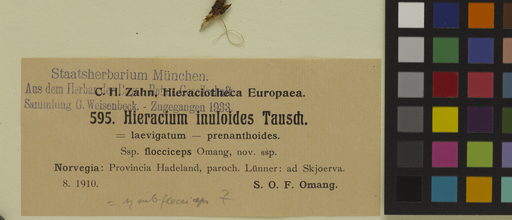 Staatsherbarium München.
C. H. Zahn, Hieraciotheca Europaea.
Aus dem Herbar
Sammlung G. Weisenbeck. - Zugegangen 1933
595. Hieracium inuloides Tausch.
= laevigatum — prenanthoides.
Ssp. flocciceps Omang, nov. ssp.
Norvegia: Provincia Hadeland, paroch. Lünner: ad Skjoerva.
8. 1910. S. O. F. Omang.